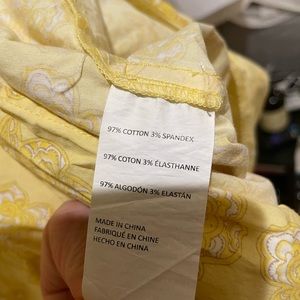 97% COTTON 3% SPANDEX
97% COTON 3% ÉLASTHANNE
97% ALGODÓN 3% ELASTÁN
MADE IN CHINA
FABRIQUÉ EN CHINE
HECHO EN CHINA